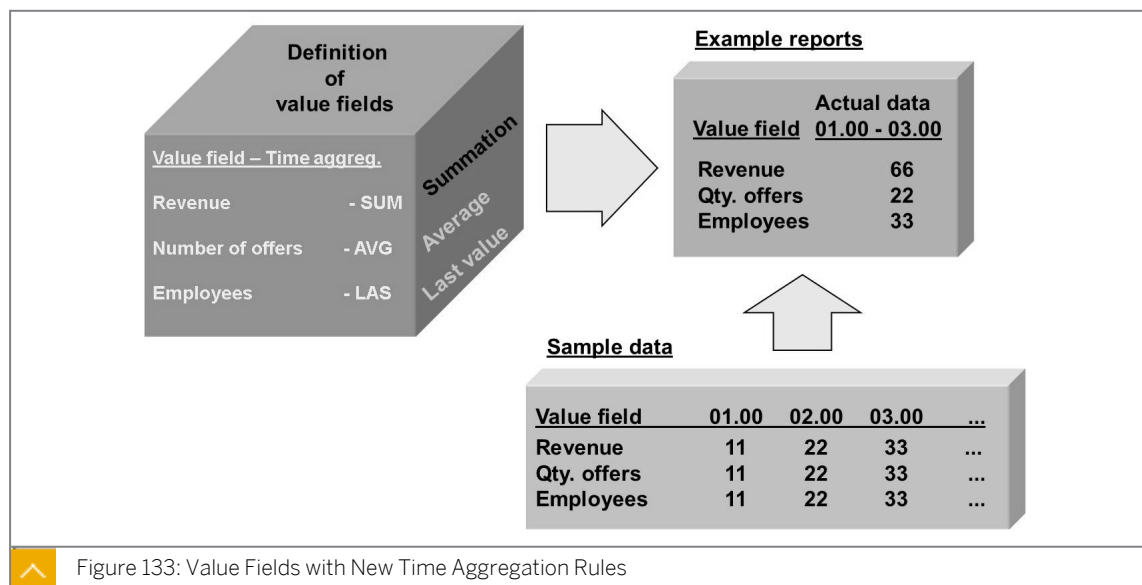 Definition
of
value fields
Value field – Time aggreg.
Revenue - SUM
Number of offers - AVG
Employees - LAS
Summation
Average
Last value
Example reports
Actual data
Value field 01.00 - 03.00
Revenue 66
Qty. offers 22
Employees 33
Sample data
Value field 01.00 02.00 03.00 ...
Revenue 11 22 33 ...
Qty. offers 11 22 33 ...
Employees 11 22 33 ...
Figure 133: Value Fields with New Time Aggregation Rules